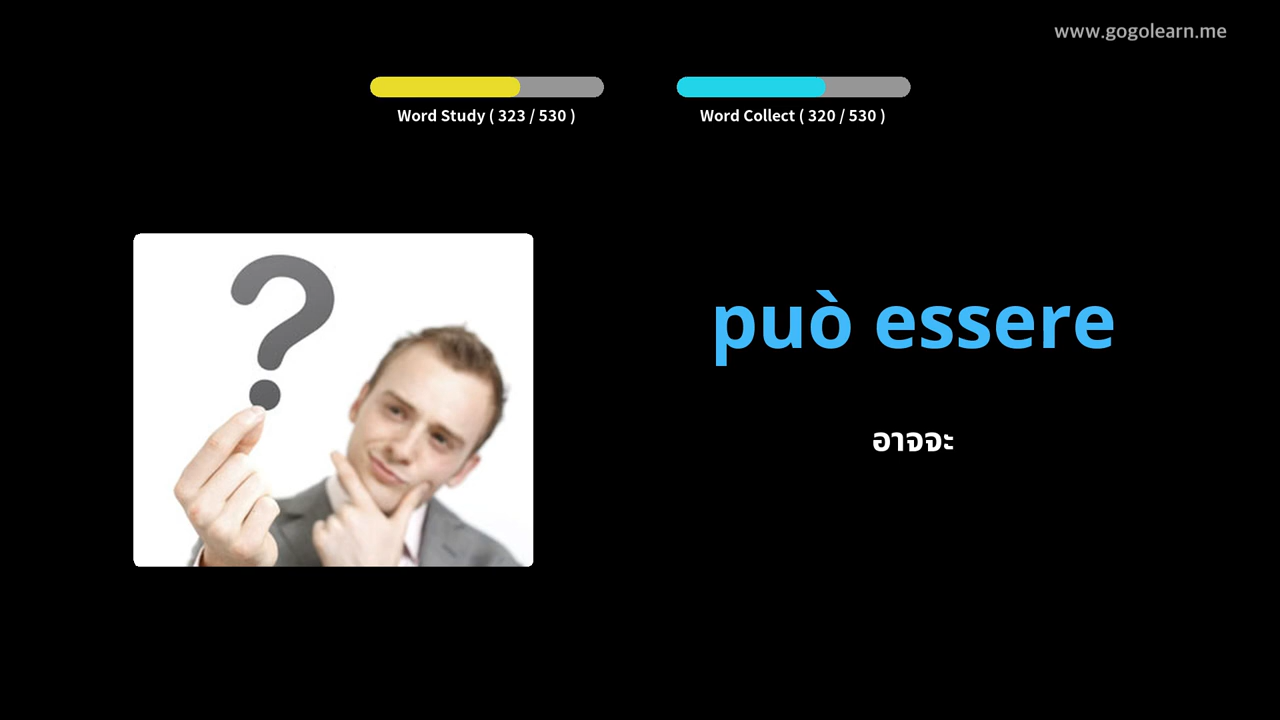 www.gogolearn.me
Word Study ( 323 / 530 )
Word Collect ( 320 / 530 )
?
può essere
อาจจะ